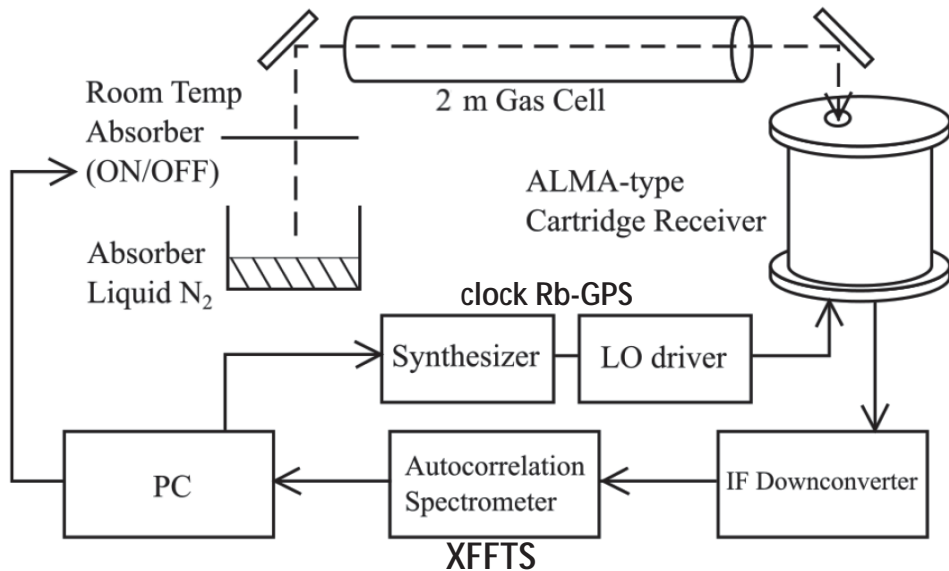 2 m Gas Cell
Room Temp
Absorber
(ON/OFF)
ALMA-type
Cartridge Receiver
Absorber
Liquid N₂
clock Rb-GPS
Synthesizer
LO driver
PC
Autocorrelation
Spectrometer
IF Downconverter
XFFTS